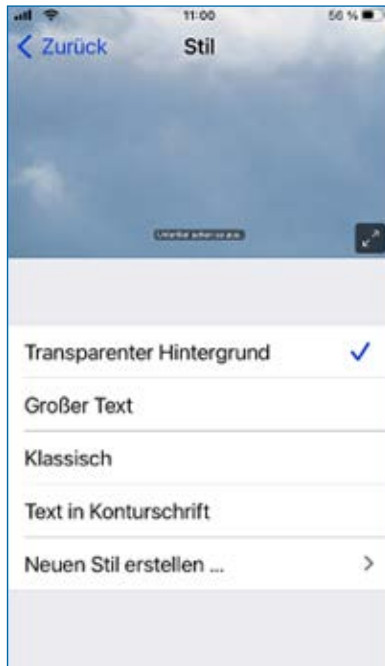 11:00
56 %
Zurück
Stil
Transparenter Hintergrund
Großer Text
Klassisch
Text in Konturschrift
Neuen Stil erstellen ...